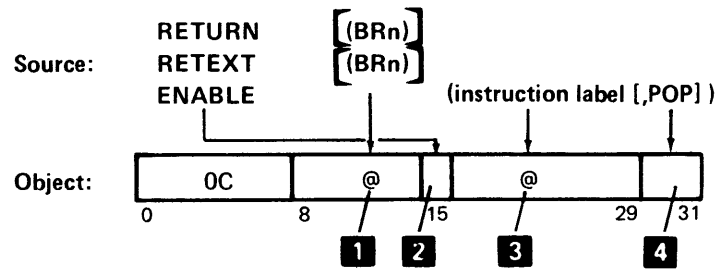 RETURN [(BRn)]
Source: RETEXT [(BRn)]
ENABLE (instruction label [,POP] )
Object: 0C @ @
0 8 15 29 31
1 2 3 4